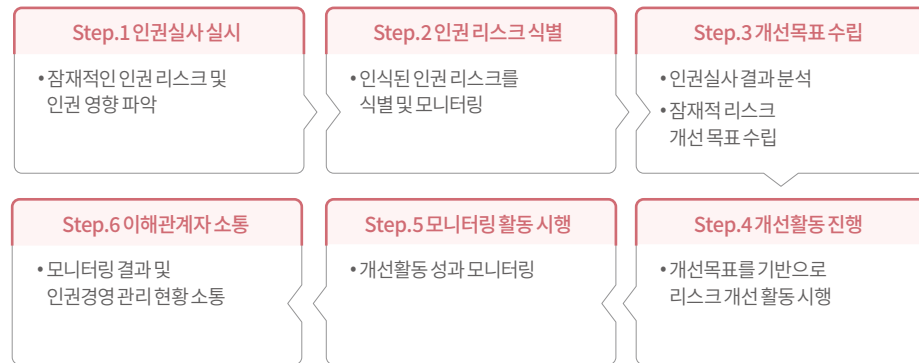 Step.1 인권실사 실시
• 잠재적인 인권 리스크 및
인권 영향 파악
Step.2 인권 리스크 식별
• 인식된 인권 리스크를
식별 및 모니터링
Step.3 개선목표 수립
• 인권실사 결과 분석
• 잠재적 리스크
개선 목표 수립
Step.4 개선활동 진행
• 개선목표를 기반으로
리스크 개선 활동 시행
Step.5 모니터링 활동 시행
• 개선활동 성과 모니터링
Step.6 이해관계자 소통
• 모니터링 결과 및
인권경영 관리 현황 소통